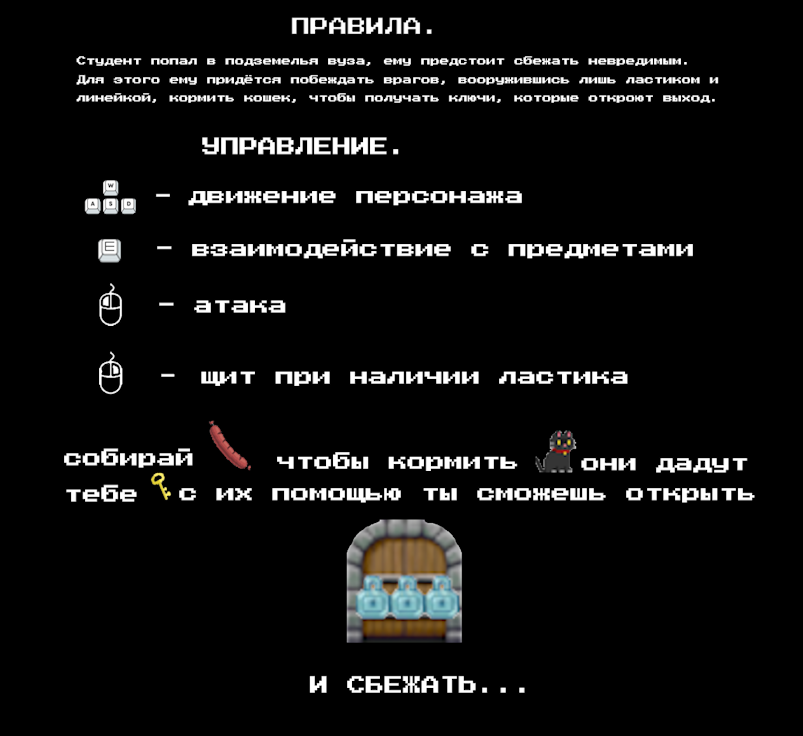 ПРАВИЛА.
Студент попал в подземелья вуза, ему предстоит сбежать невредимым.
Для этого ему придётся побеждать врагов, вооружившись лишь ластиком и
линейкой, кормить кошек, чтобы получать ключи, которые откроют выход.
УПРАВЛЕНИЕ.
W
A S D
- движение персонажа
E
- взаимодействие с предметами
- атака
- щит при наличии ластика
собирай чтобы кормить они дадут
тебе с их помощью ты сможешь открыть
И СБЕЖАТЬ...